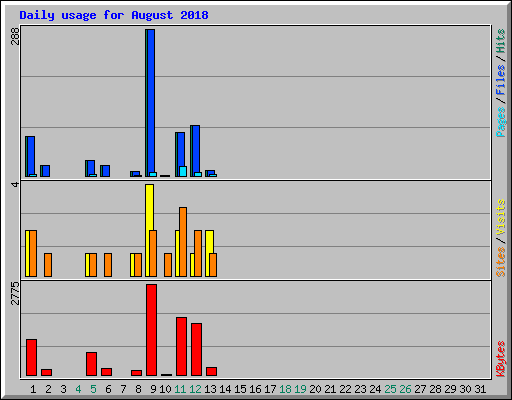 Daily usage for August 2018
288
4
2775
Pages / Files / Hits
Sites / Visits
KBytes
1 2 3 4 5 6 7 8 9 10 11 12 13 14 15 16 17 18 19 20 21 22 23 24 25 26 27 28 29 30 31